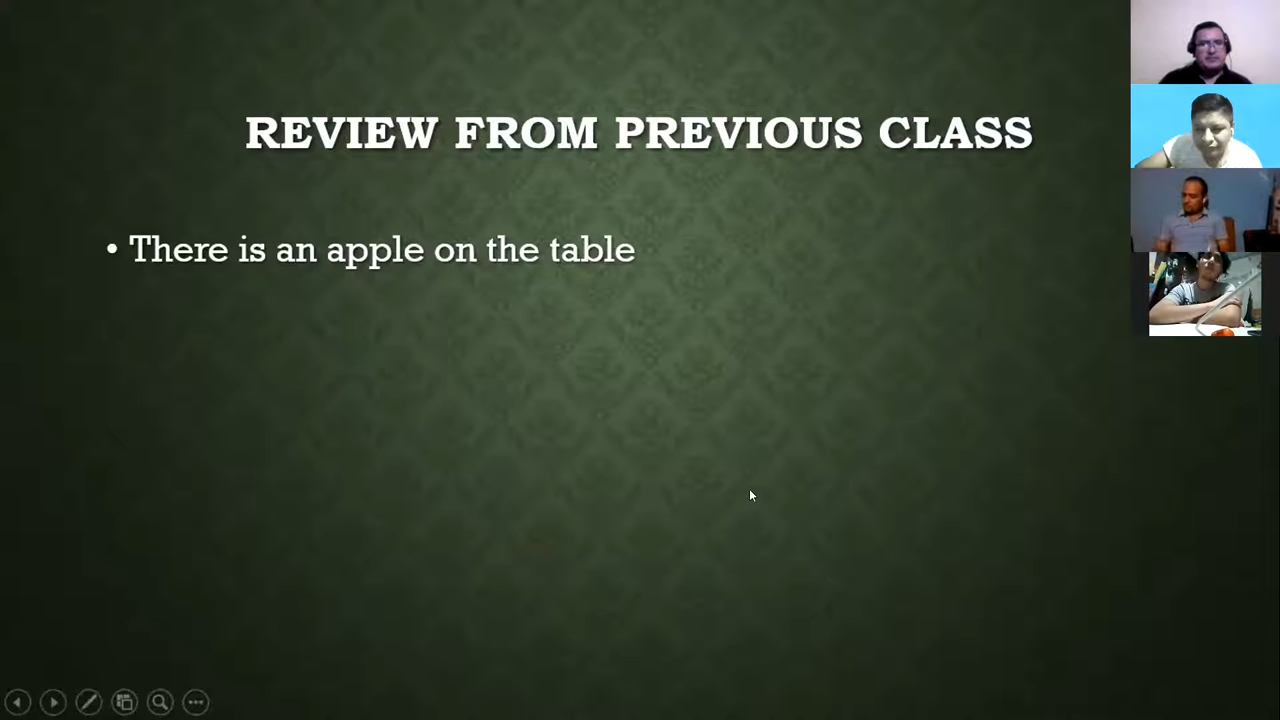 REVIEW FROM PREVIOUS CLASS
• There is an apple on the table